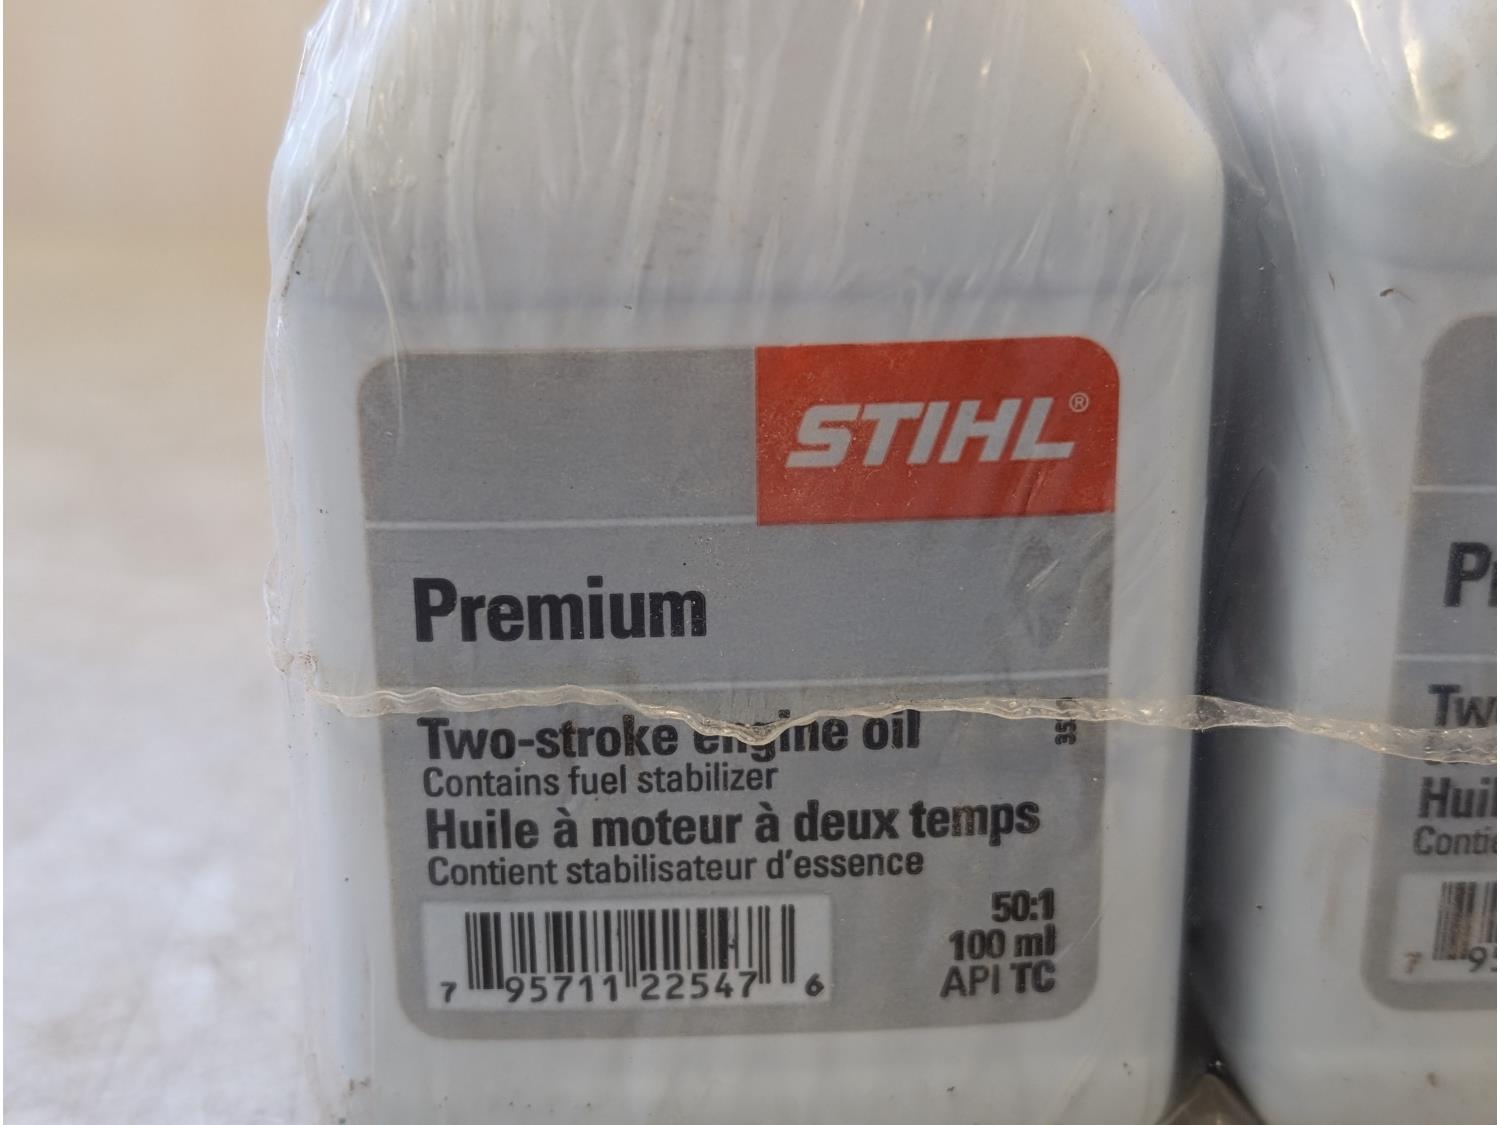 STIHL®
Premium
Two-stroke engine oil
Contains fuel stabilizer
Huile à moteur à deux temps
Contient stabilisateur d'essence
50:1
100 ml
API TC
7 95711 22547 6